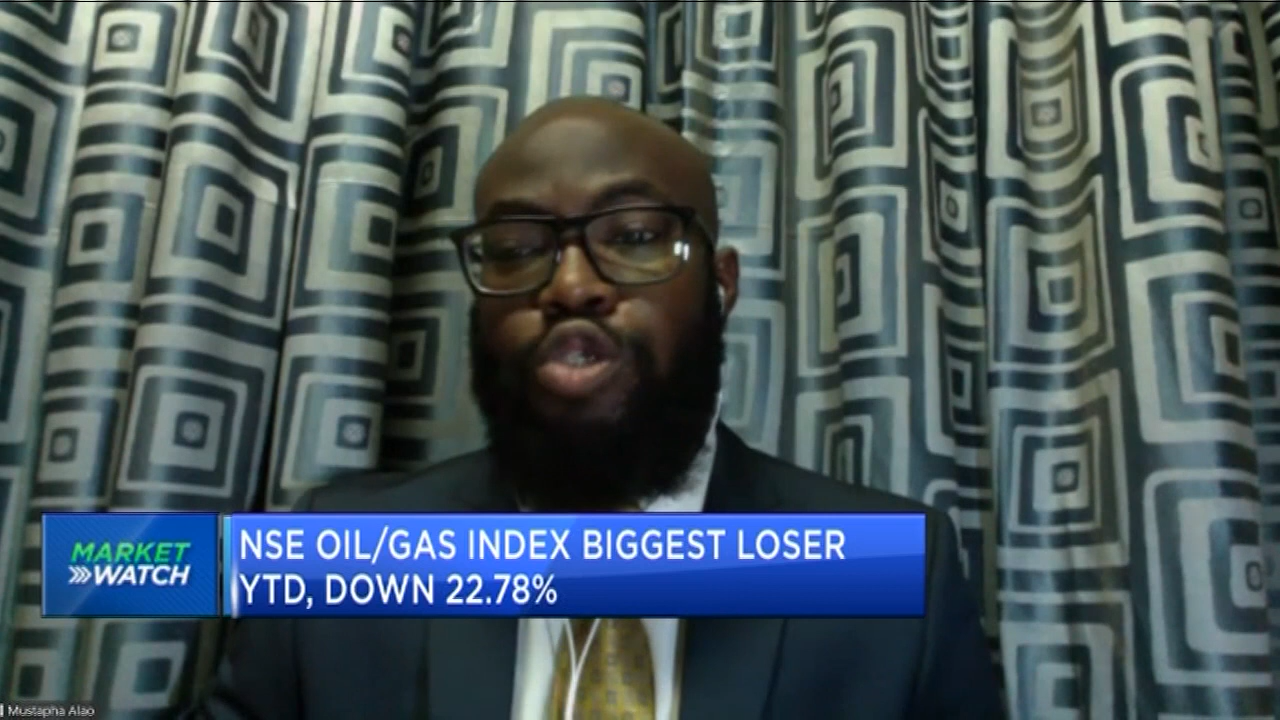 MARKET
WATCH
NSE OIL/GAS INDEX BIGGEST LOSER
YTD, DOWN 22.78%
Mustapha Alao